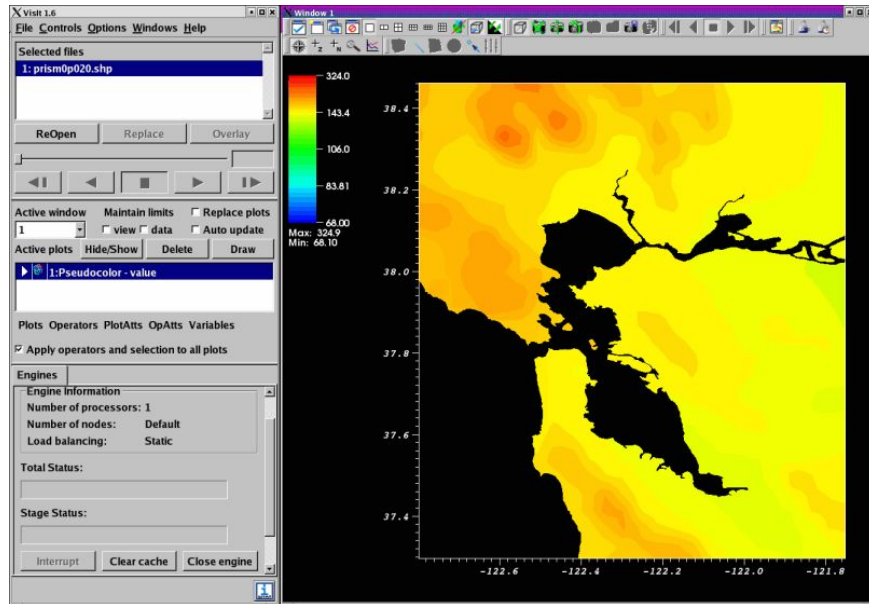 VisIt 1.6
File Controls Options Windows Help
Selected files
1: prism0p020.shp
ReOpen Replace Overlay
Active window Maintain limits Replace plots
1 view data Auto update
Active plots Hide/Show Delete Draw
1:Pseudocolor - value
Plots Operators PlotAtts OpAtts Variables
Apply operators and selection to all plots
Engines
Engine Information
Number of processors: 1
Number of nodes: Default
Load balancing: Static
Total Status:
Stage Status:
Interrupt Clear cache Close engine
Window 1
324.0
143.4
106.0
83.81
68.00
Max: 324.9
Min: 68.10
38.4
38.2
38.0
37.8
37.6
37.4
-122.6 -122.4 -122.2 -122.0 -121.8